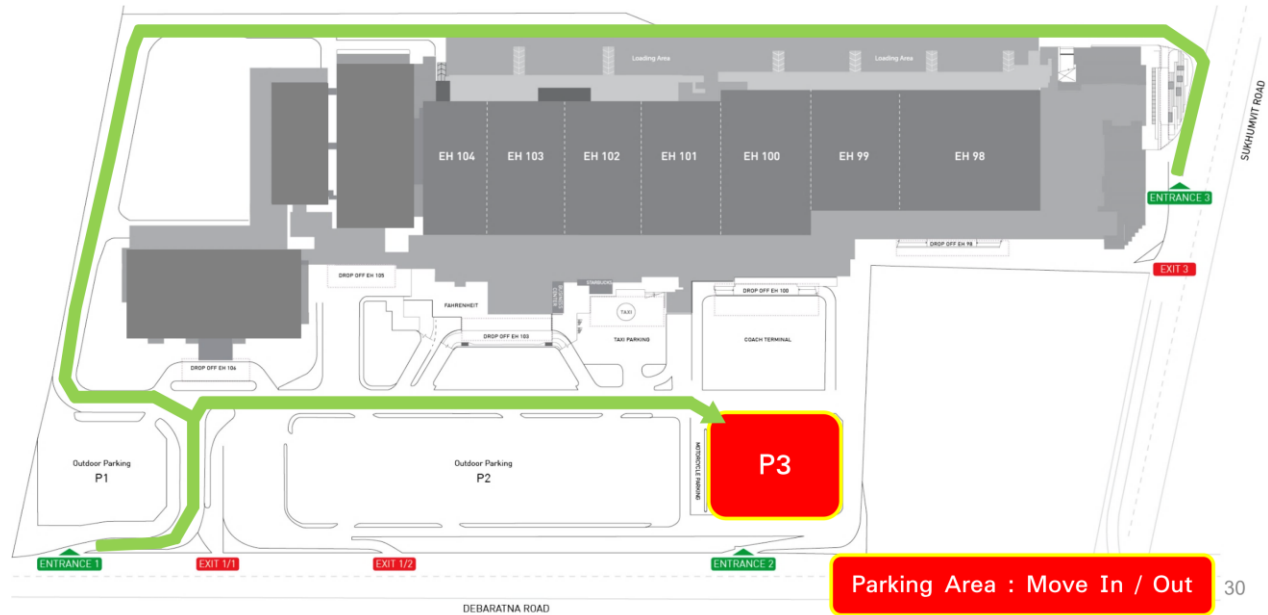 Loading Area
Loading Area
SUKHUMVIT ROAD
EH 104
EH 103
EH 102
EH 101
EH 100
EH 99
EH 98
ENTRANCE 3
DROP OFF EH 98
EXIT 3
DROP OFF EH 105
DROP OFF EH 100
FAHRENHEIT
TAXI
DROP OFF EH 103
TAXI PARKING
COACH TERMINAL
DROP OFF EH 106
Outdoor Parking
P1
Outdoor Parking
P2
MOTORCYCLE PARKING
P3
ENTRANCE 1
EXIT 1/1
EXIT 1/2
ENTRANCE 2
Parking Area : Move In / Out
30
DEBARATNA ROAD